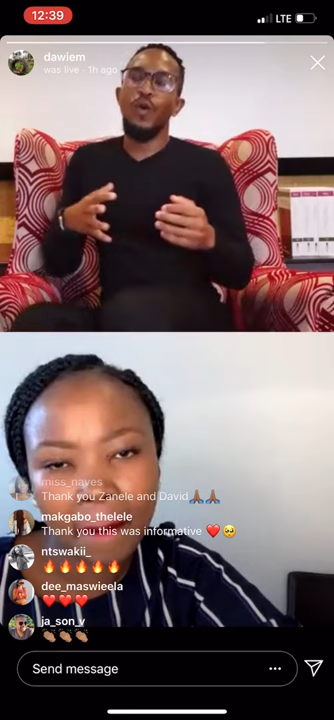 12:39
LTE
dawiem
was live · 1h ago
miss_naves
Thank you Zanele and David🙏🏾🙏🏾
makgabo_thelele
Thank you this was informative ❤️🥺
ntswakii_
🔥🔥🔥🔥🔥
dee_maswieela
❤️❤️❤️
ja_son_v
👏🏽👏🏽👏🏽
Send message